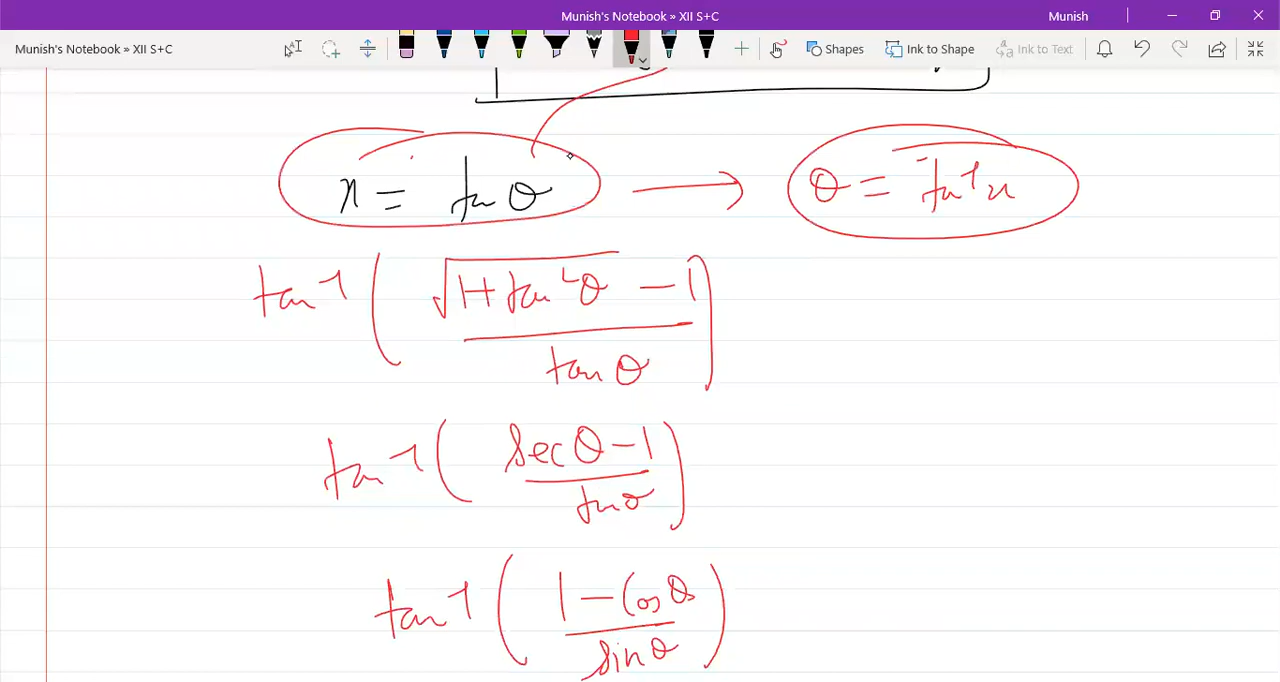 Munish's Notebook » XII S+C
Munish
Munish's Notebook » XII S+C
Shapes
Ink to Shape
Ink to Text
x = tan θ → θ = tan⁻¹x
tan⁻¹ ( (√(1+tan²θ) − 1) / tan θ )
tan⁻¹ ( (sec θ − 1) / tan θ )
tan⁻¹ ( (1 − Cos θ) / sin θ )